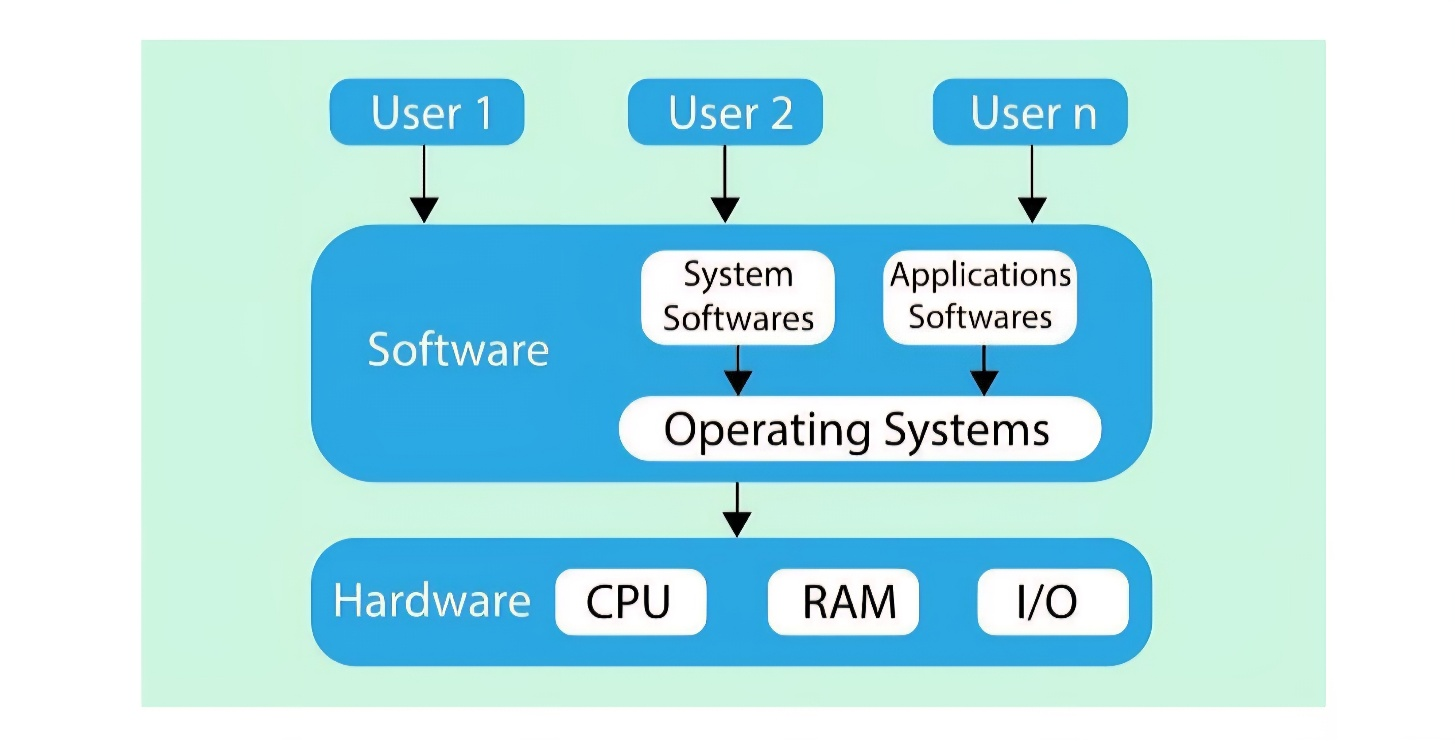 User 1
User 2
User n
Software
System
Softwares
Applications
Softwares
Operating Systems
Hardware
CPU
RAM
I/O